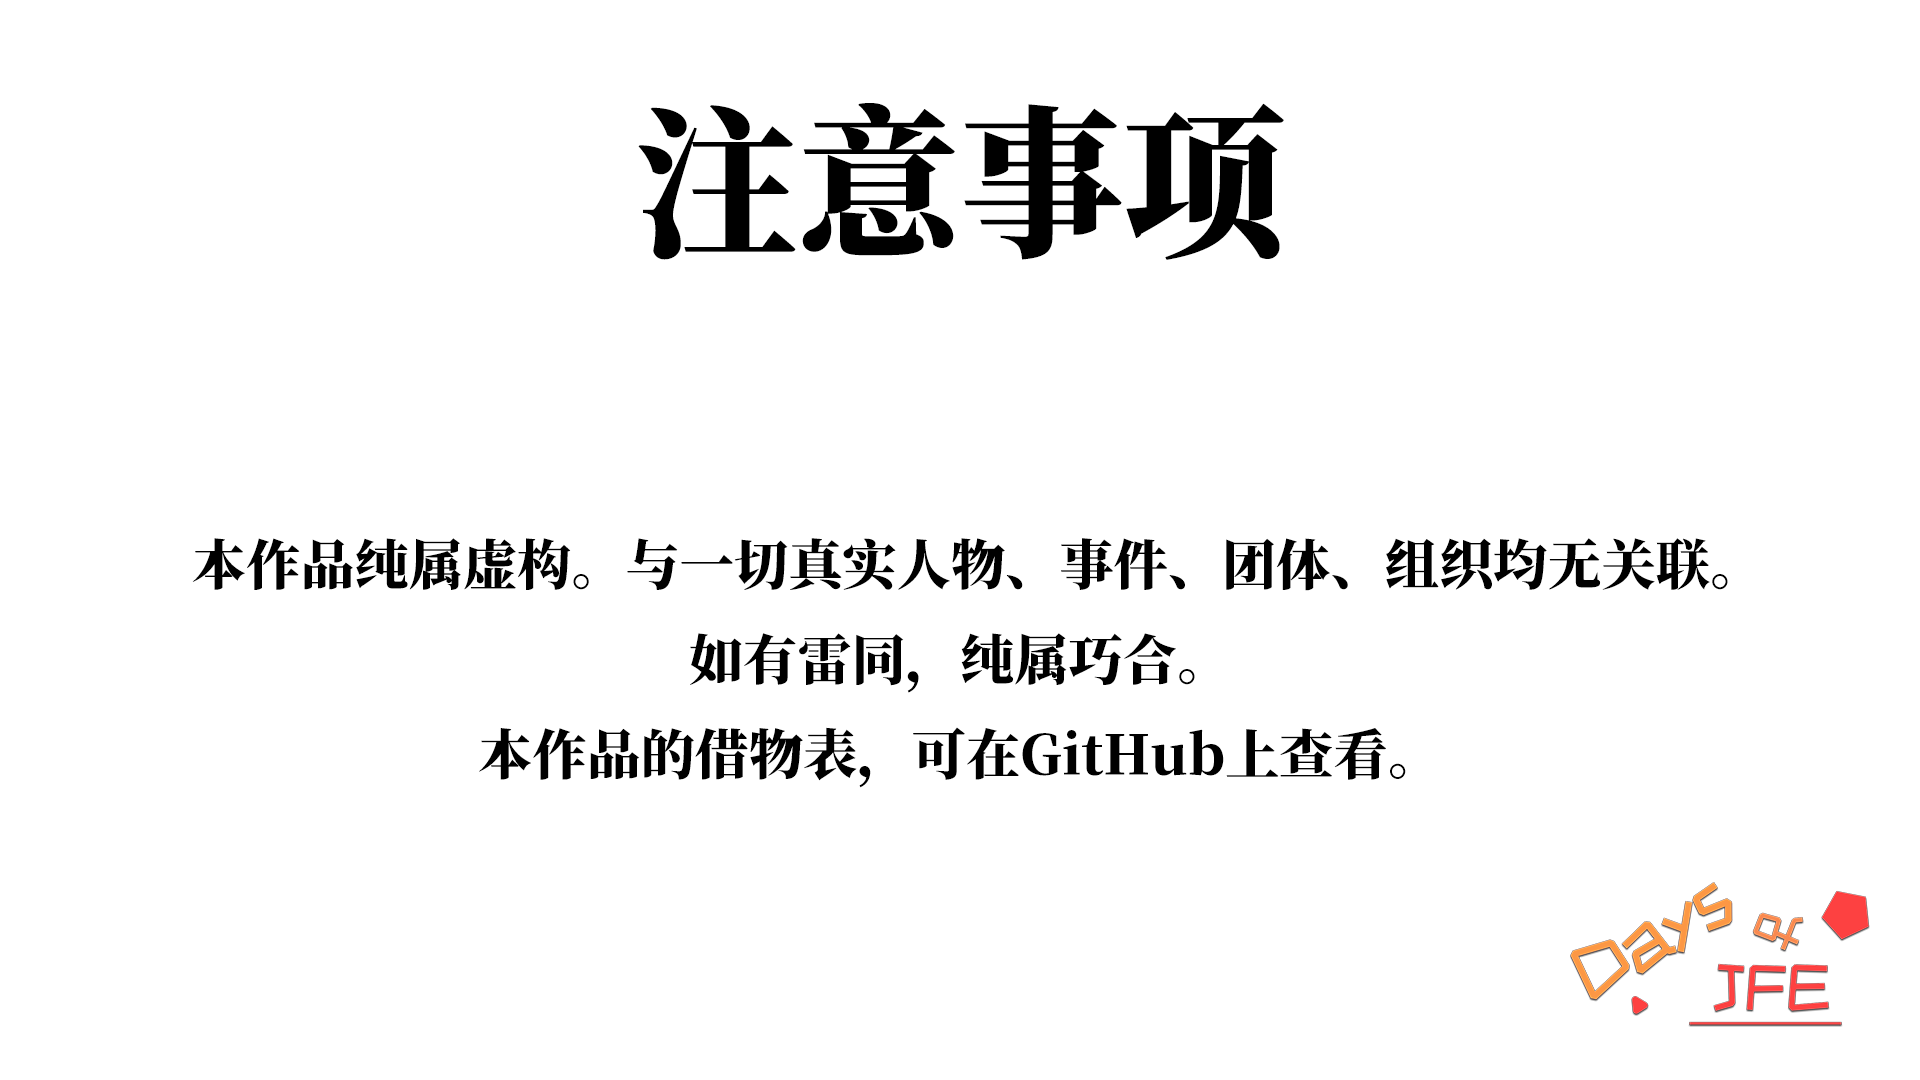 注意事项
本作品纯属虚构。与一切真实人物、事件、团体、组织均无关联。
如有雷同，纯属巧合。
本作品的借物表，可在GitHub上查看。
Days of
JFE